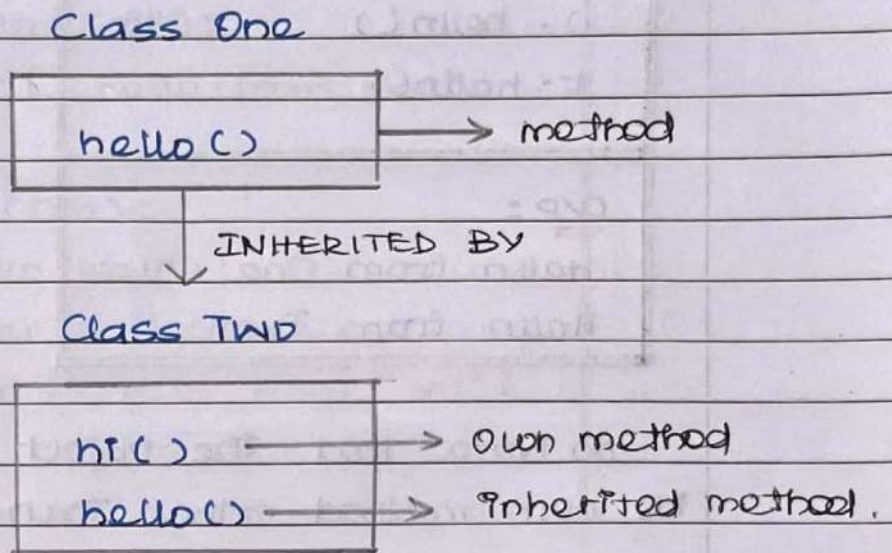 Class One
hello() → method
INHERITED BY
Class TWO
hi() → own method
hello() → inherited method.